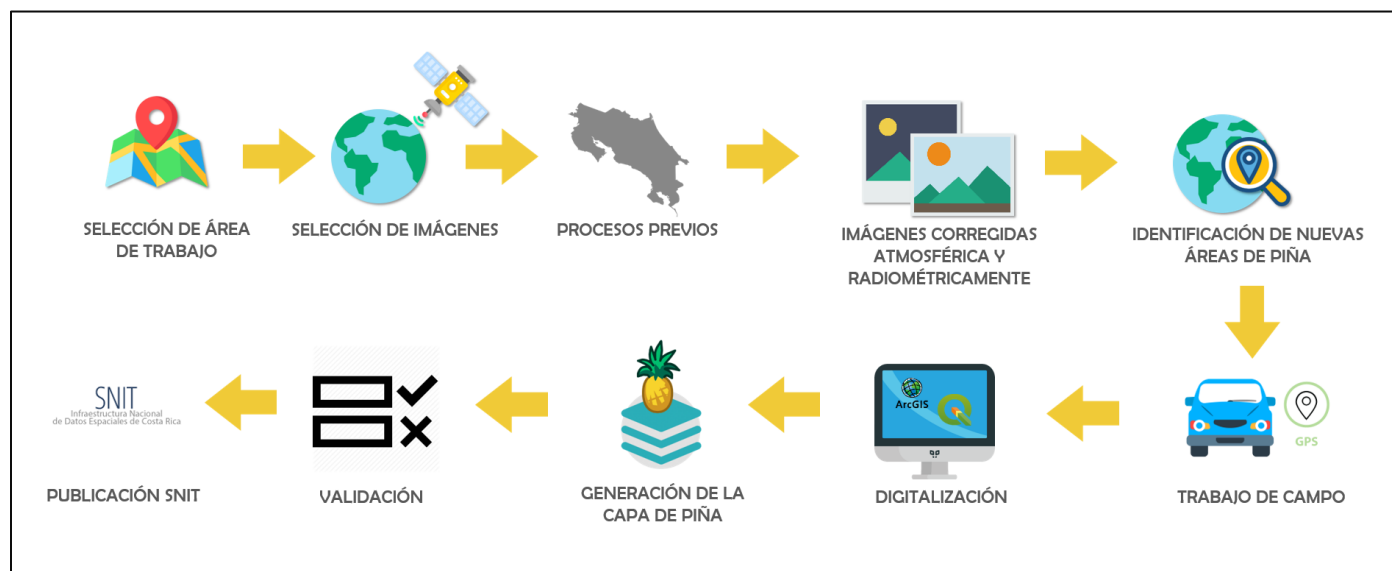 SELECCIÓN DE ÁREA
DE TRABAJO
SELECCIÓN DE IMÁGENES
PROCESOS PREVIOS
IMÁGENES CORREGIDAS
ATMOSFÉRICA Y
RADIOMÉTRICAMENTE
IDENTIFICACIÓN DE NUEVAS
ÁREAS DE PIÑA
GPS
TRABAJO DE CAMPO
ArcGIS
DIGITALIZACIÓN
GENERACIÓN DE LA
CAPA DE PIÑA
VALIDACIÓN
SNIT
Infraestructura Nacional
de Datos Espaciales de Costa Rica
PUBLICACIÓN SNIT